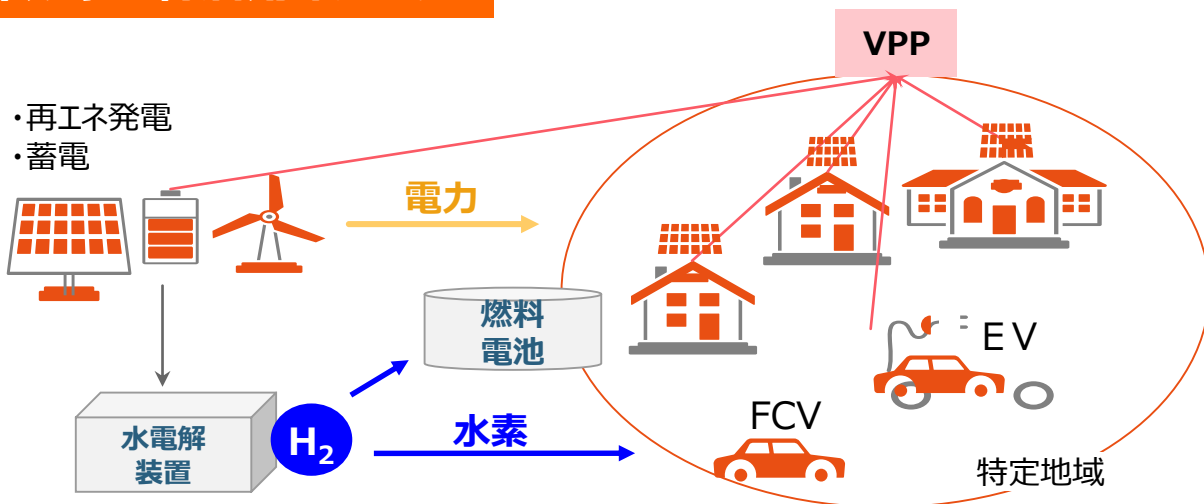 VPP
・再エネ発電
・蓄電
電力
燃料
電池
EV
水電解
装置
H₂
水素
FCV
特定地域